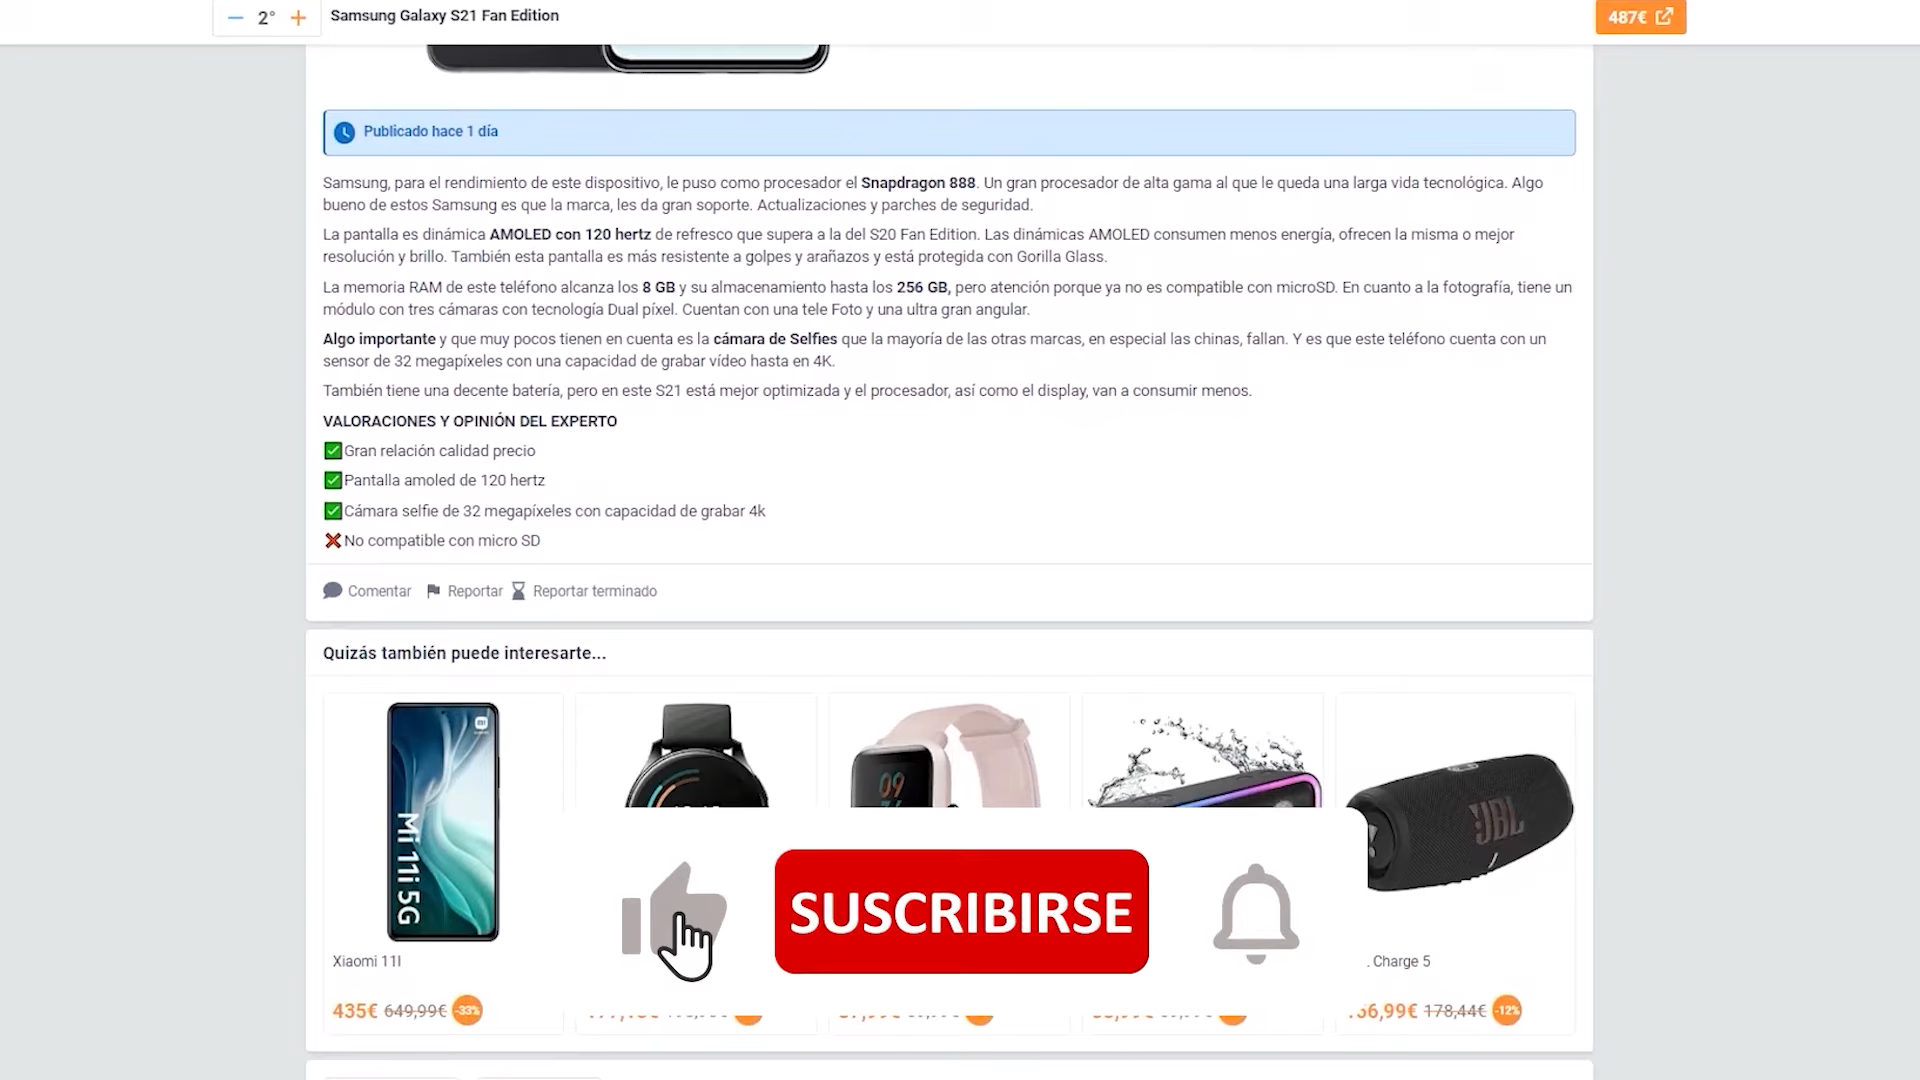 2°
Samsung Galaxy S21 Fan Edition
487€
Publicado hace 1 día
Samsung, para el rendimiento de este dispositivo, le puso como procesador el Snapdragon 888. Un gran procesador de alta gama al que le queda una larga vida tecnológica. Algo
bueno de estos Samsung es que la marca, les da gran soporte. Actualizaciones y parches de seguridad.
La pantalla es dinámica AMOLED con 120 hertz de refresco que supera a la del S20 Fan Edition. Las dinámicas AMOLED consumen menos energía, ofrecen la misma o mejor
resolución y brillo. También esta pantalla es más resistente a golpes y arañazos y está protegida con Gorilla Glass.
La memoria RAM de este teléfono alcanza los 8 GB y su almacenamiento hasta los 256 GB, pero atención porque ya no es compatible con microSD. En cuanto a la fotografía, tiene un
módulo con tres cámaras con tecnología Dual píxel. Cuentan con una tele Foto y una ultra gran angular.
Algo importante y que muy pocos tienen en cuenta es la cámara de Selfies que la mayoría de las otras marcas, en especial las chinas, fallan. Y es que este teléfono cuenta con un
sensor de 32 megapíxeles con una capacidad de grabar vídeo hasta en 4K.
También tiene una decente batería, pero en este S21 está mejor optimizada y el procesador, así como el display, van a consumir menos.
VALORACIONES Y OPINIÓN DEL EXPERTO
Gran relación calidad precio
Pantalla amoled de 120 hertz
Cámara selfie de 32 megapíxeles con capacidad de grabar 4k
No compatible con micro SD
Comentar Reportar Reportar terminado
Quizás también puede interesarte...
Mi 11i 5G
09
JBL
SUSCRIBIRSE
Xiaomi 11I
Charge 5
435€ 649,99€ -33%
178,44€ -12%